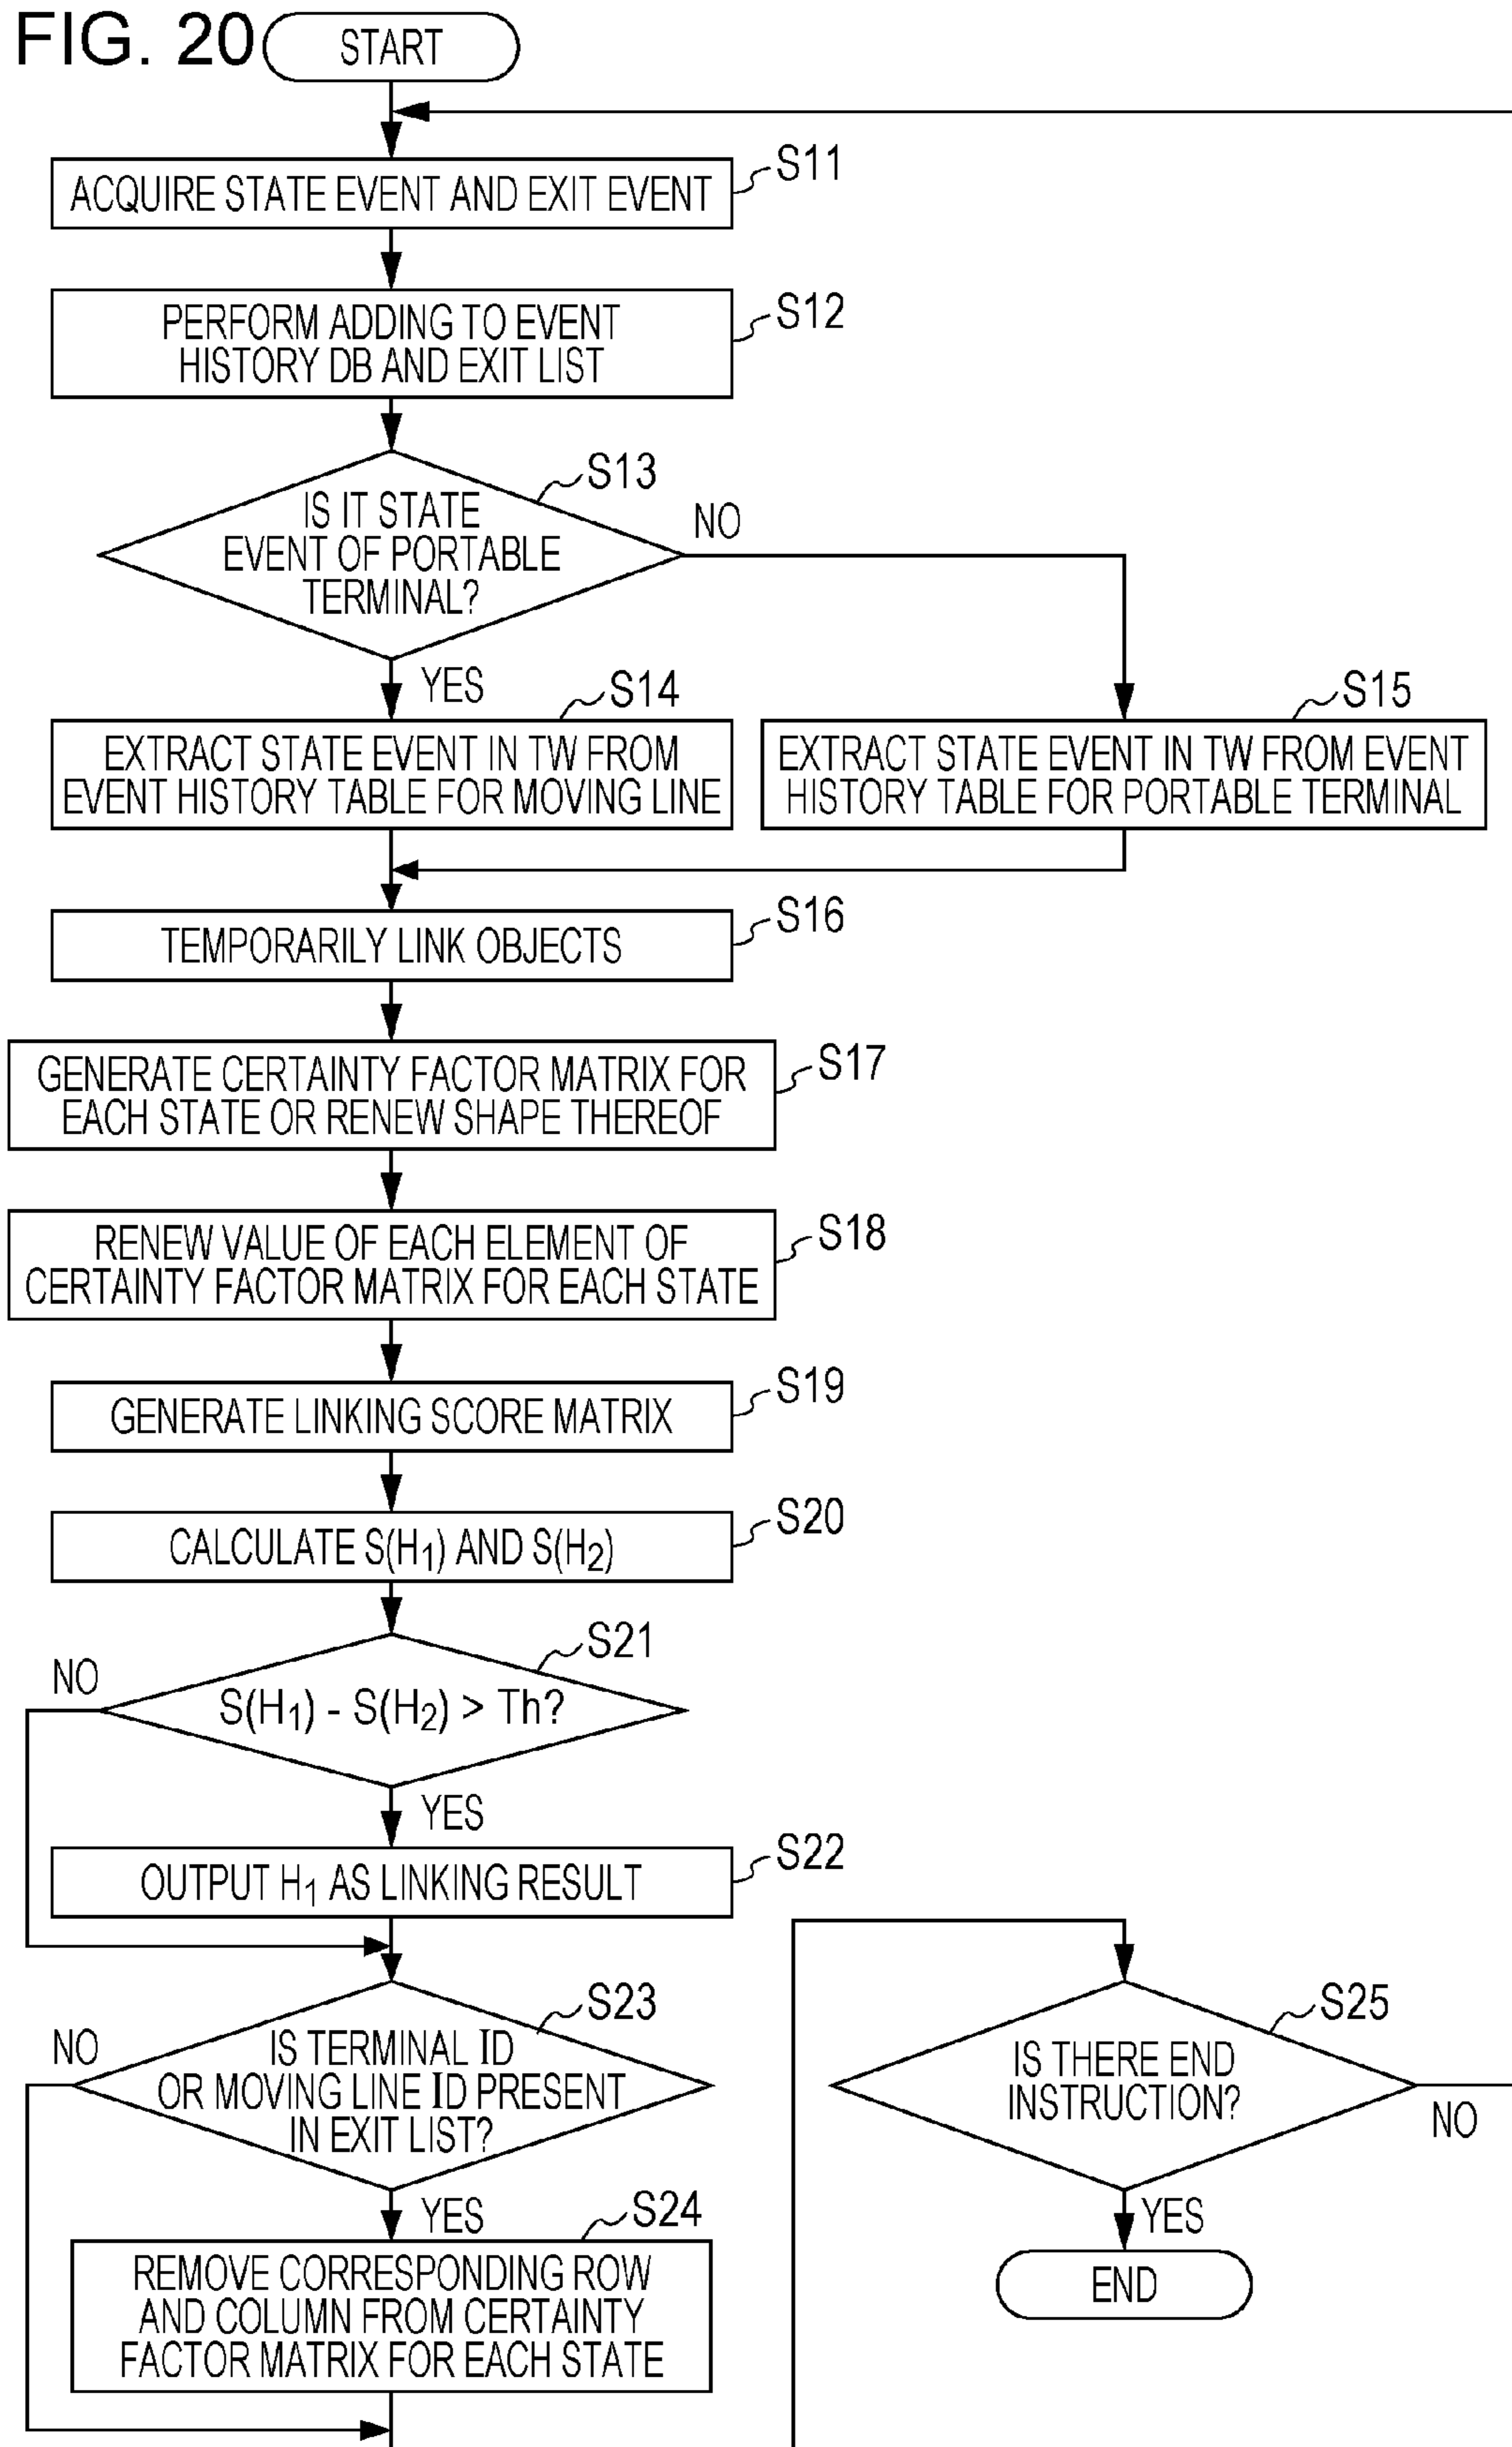 FIG. 20
START
ACQUIRE STATE EVENT AND EXIT EVENT
S11
PERFORM ADDING TO EVENT
HISTORY DB AND EXIT LIST
S12
IS IT STATE
EVENT OF PORTABLE
TERMINAL?
S13
NO
YES
EXTRACT STATE EVENT IN TW FROM
EVENT HISTORY TABLE FOR MOVING LINE
S14
EXTRACT STATE EVENT IN TW FROM EVENT
HISTORY TABLE FOR PORTABLE TERMINAL
S15
TEMPORARILY LINK OBJECTS
S16
GENERATE CERTAINTY FACTOR MATRIX FOR
EACH STATE OR RENEW SHAPE THEREOF
S17
RENEW VALUE OF EACH ELEMENT OF
CERTAINTY FACTOR MATRIX FOR EACH STATE
S18
GENERATE LINKING SCORE MATRIX
S19
CALCULATE S(H1) AND S(H2)
S20
S(H1) - S(H2) > Th?
S21
NO
YES
OUTPUT H1 AS LINKING RESULT
S22
IS TERMINAL ID
OR MOVING LINE ID PRESENT
IN EXIT LIST?
S23
NO
YES
REMOVE CORRESPONDING ROW
AND COLUMN FROM CERTAINTY
FACTOR MATRIX FOR EACH STATE
S24
IS THERE END
INSTRUCTION?
S25
NO
YES
END